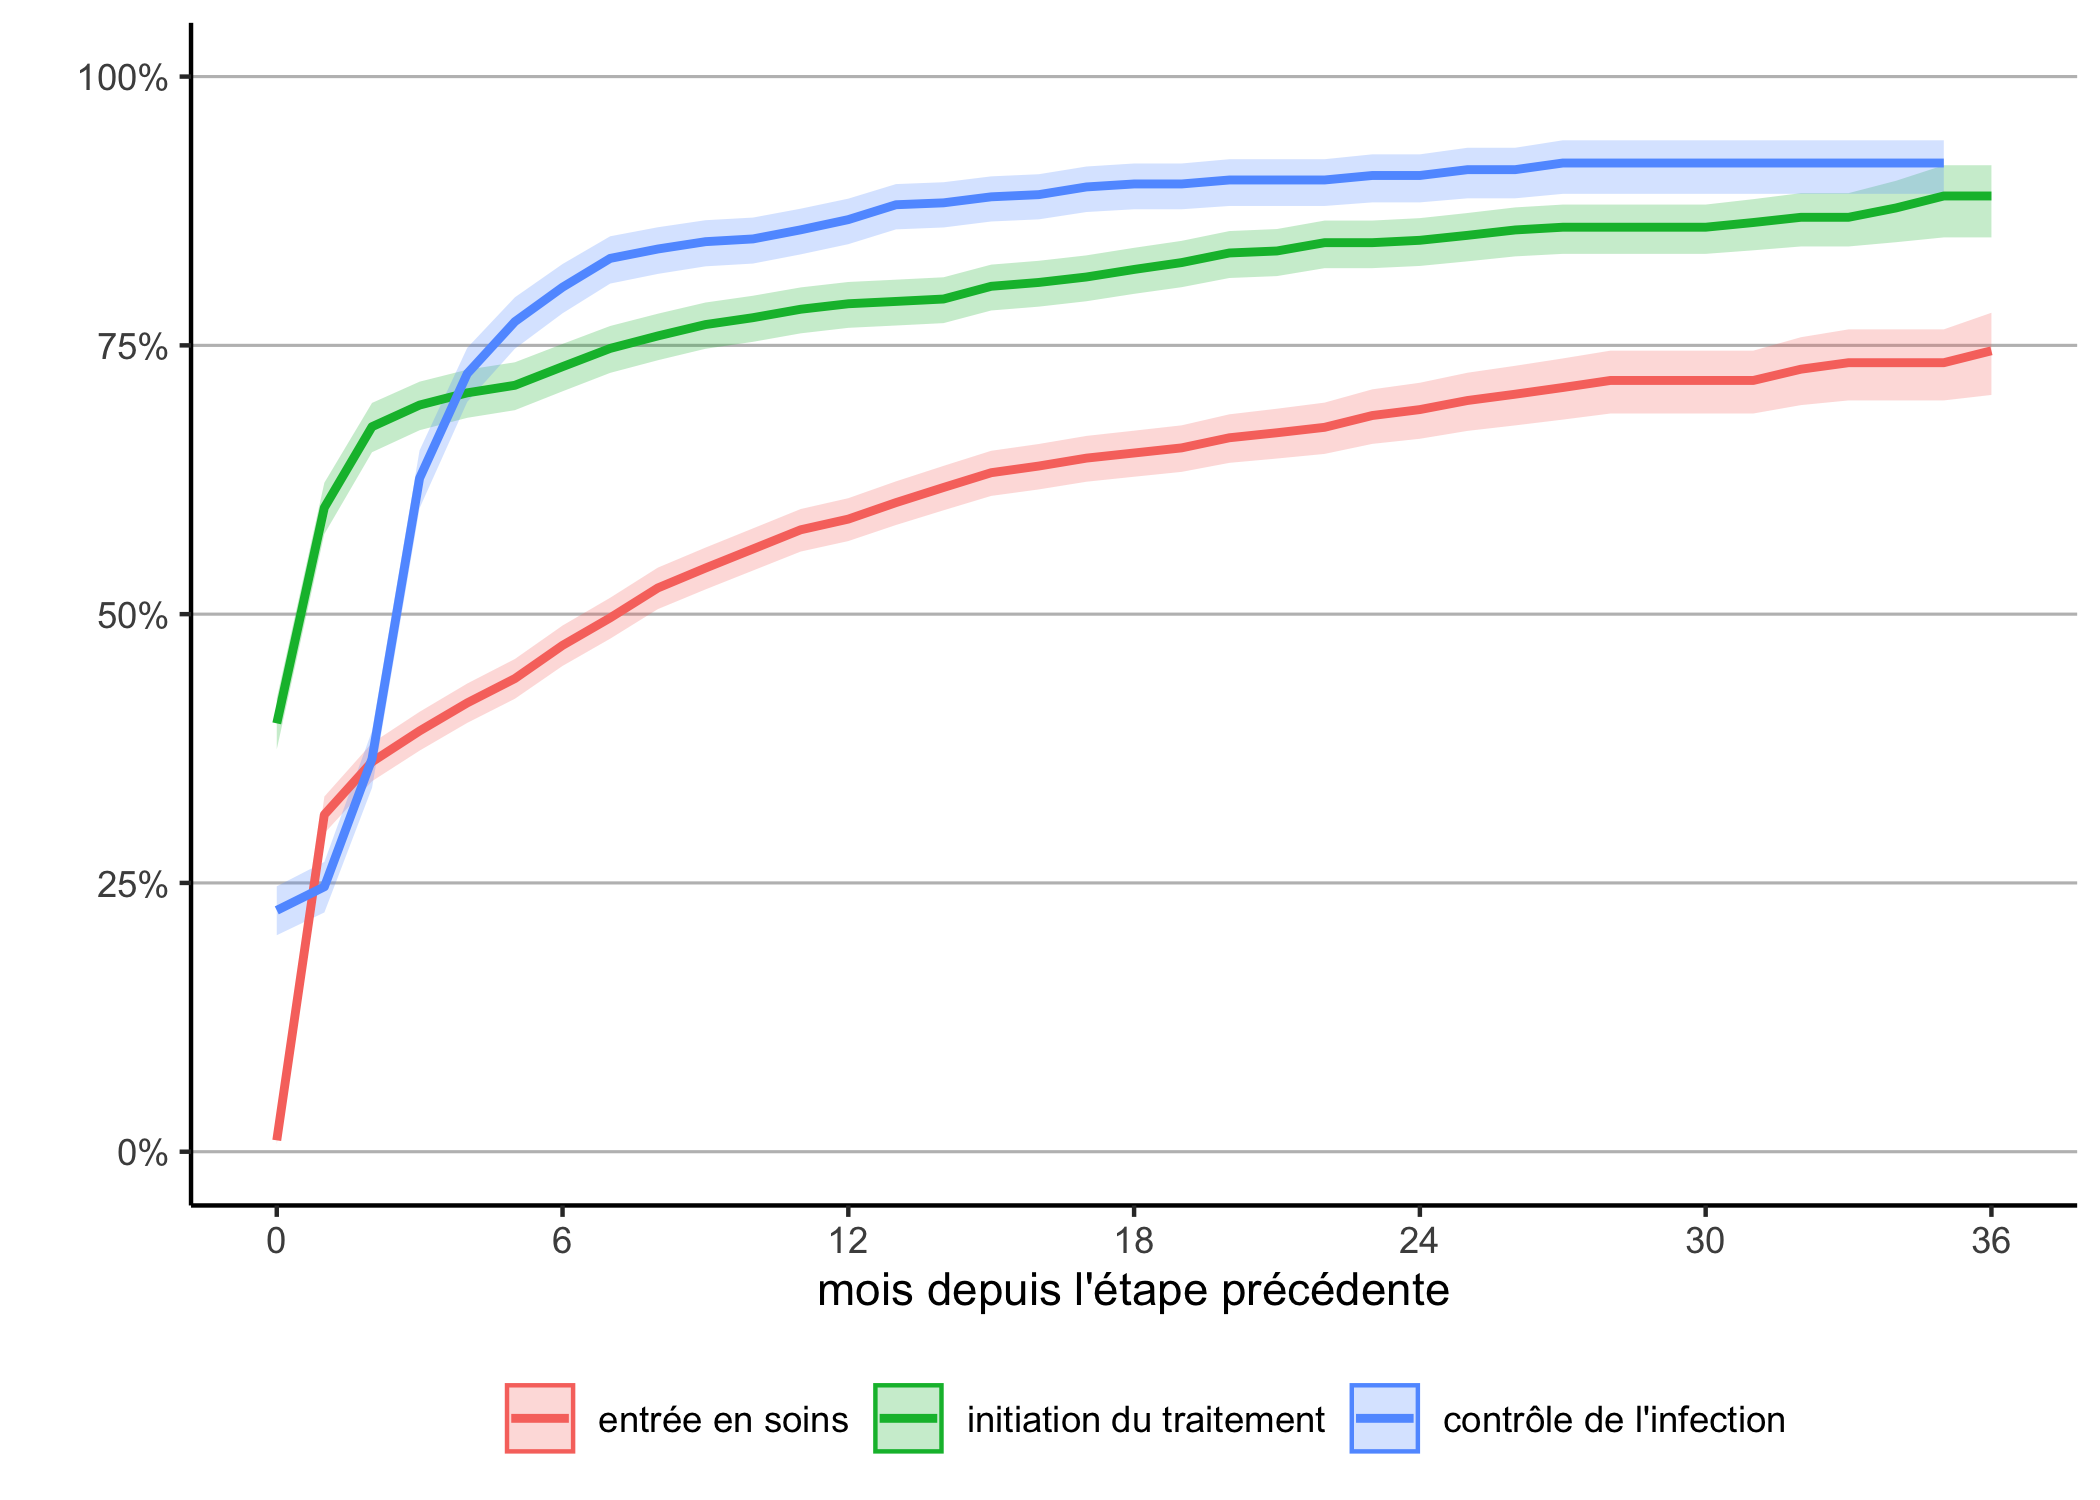 100%
75%
50%
25%
0%
0 6 12 18 24 30 36
mois depuis l'étape précédente
entrée en soins initiation du traitement contrôle de l'infection